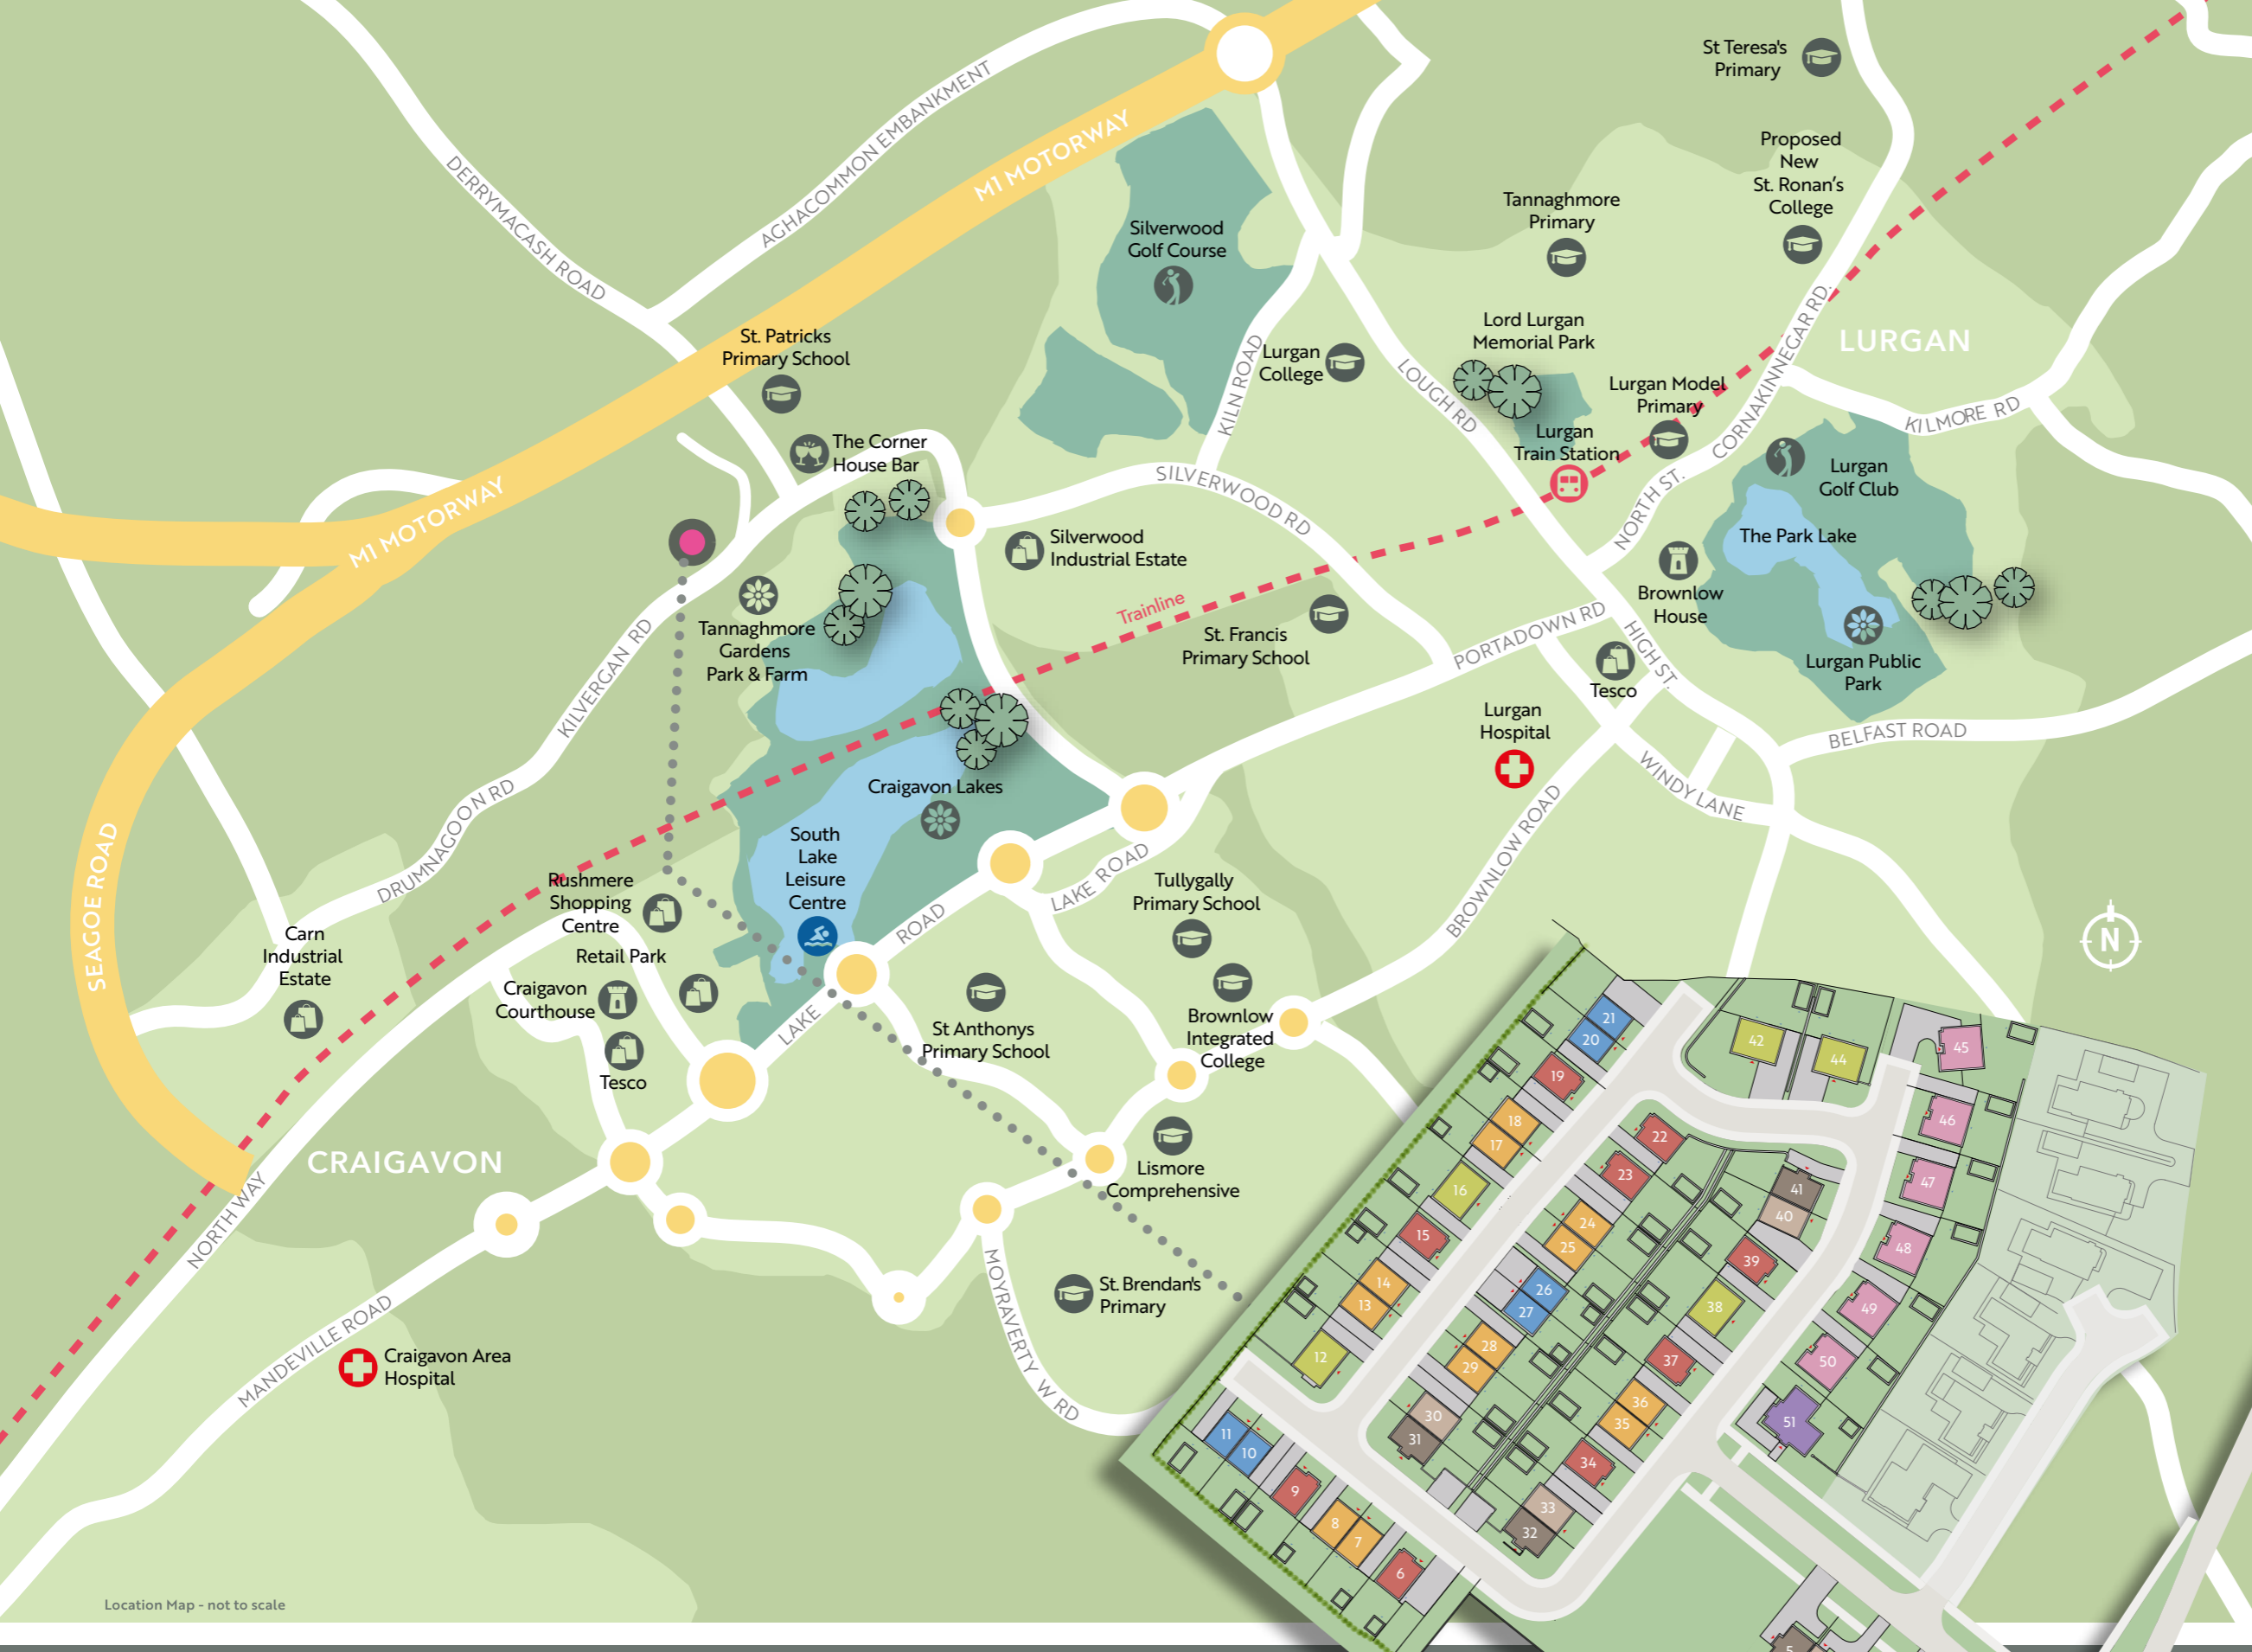 St Teresa's
Primary
Proposed
New
St. Ronan's
College
DERRYMACASH ROAD
AGHACOMMON EMBANKMENT
M1 MOTORWAY
Tannaghmore
Primary
Silverwood
Golf Course
Lord Lurgan
Memorial Park
LURGAN
St. Patricks
Primary School
Lurgan
College
KILN ROAD
LOUGH RD
Lurgan Model
Primary
CORNAKINNEGAR RD.
KILMORE RD
The Corner
House Bar
Lurgan
Train Station
SILVERWOOD RD
NORTH ST.
Lurgan
Golf Club
M1 MOTORWAY
The Park Lake
Silverwood
Industrial Estate
Brownlow
House
Trainline
Tannaghmore
Gardens
Park & Farm
KILVERGAN RD
St. Francis
Primary School
PORTADOWN RD
HIGH ST.
Tesco
Lurgan Public
Park
Lurgan
Hospital
BELFAST ROAD
WINDY LANE
Craigavon Lakes
DRUMNAGOON RD
SEAGOE ROAD
South
Lake
Leisure
Centre
Rushmere
Shopping
Centre
LAKE ROAD
Tullygally
Primary School
BROWNLOW ROAD
Carn
Industrial
Estate
Retail Park
LAKE ROAD
N
Craigavon
Courthouse
St Anthonys
Primary School
Brownlow
Integrated
College
Tesco
CRAIGAVON
Lismore
Comprehensive
NORTH WAY
MOYRAVERTY W RD
St. Brendan's
Primary
MANDEVILLE ROAD
Craigavon Area
Hospital
21
20
19
18
17
16
15
14
13
12
11
10
9
8
7
6
22
23
24
25
26
27
28
29
30
31
32
33
34
35
36
37
38
39
40
41
42
44
45
46
47
48
49
50
51
5
Location Map - not to scale